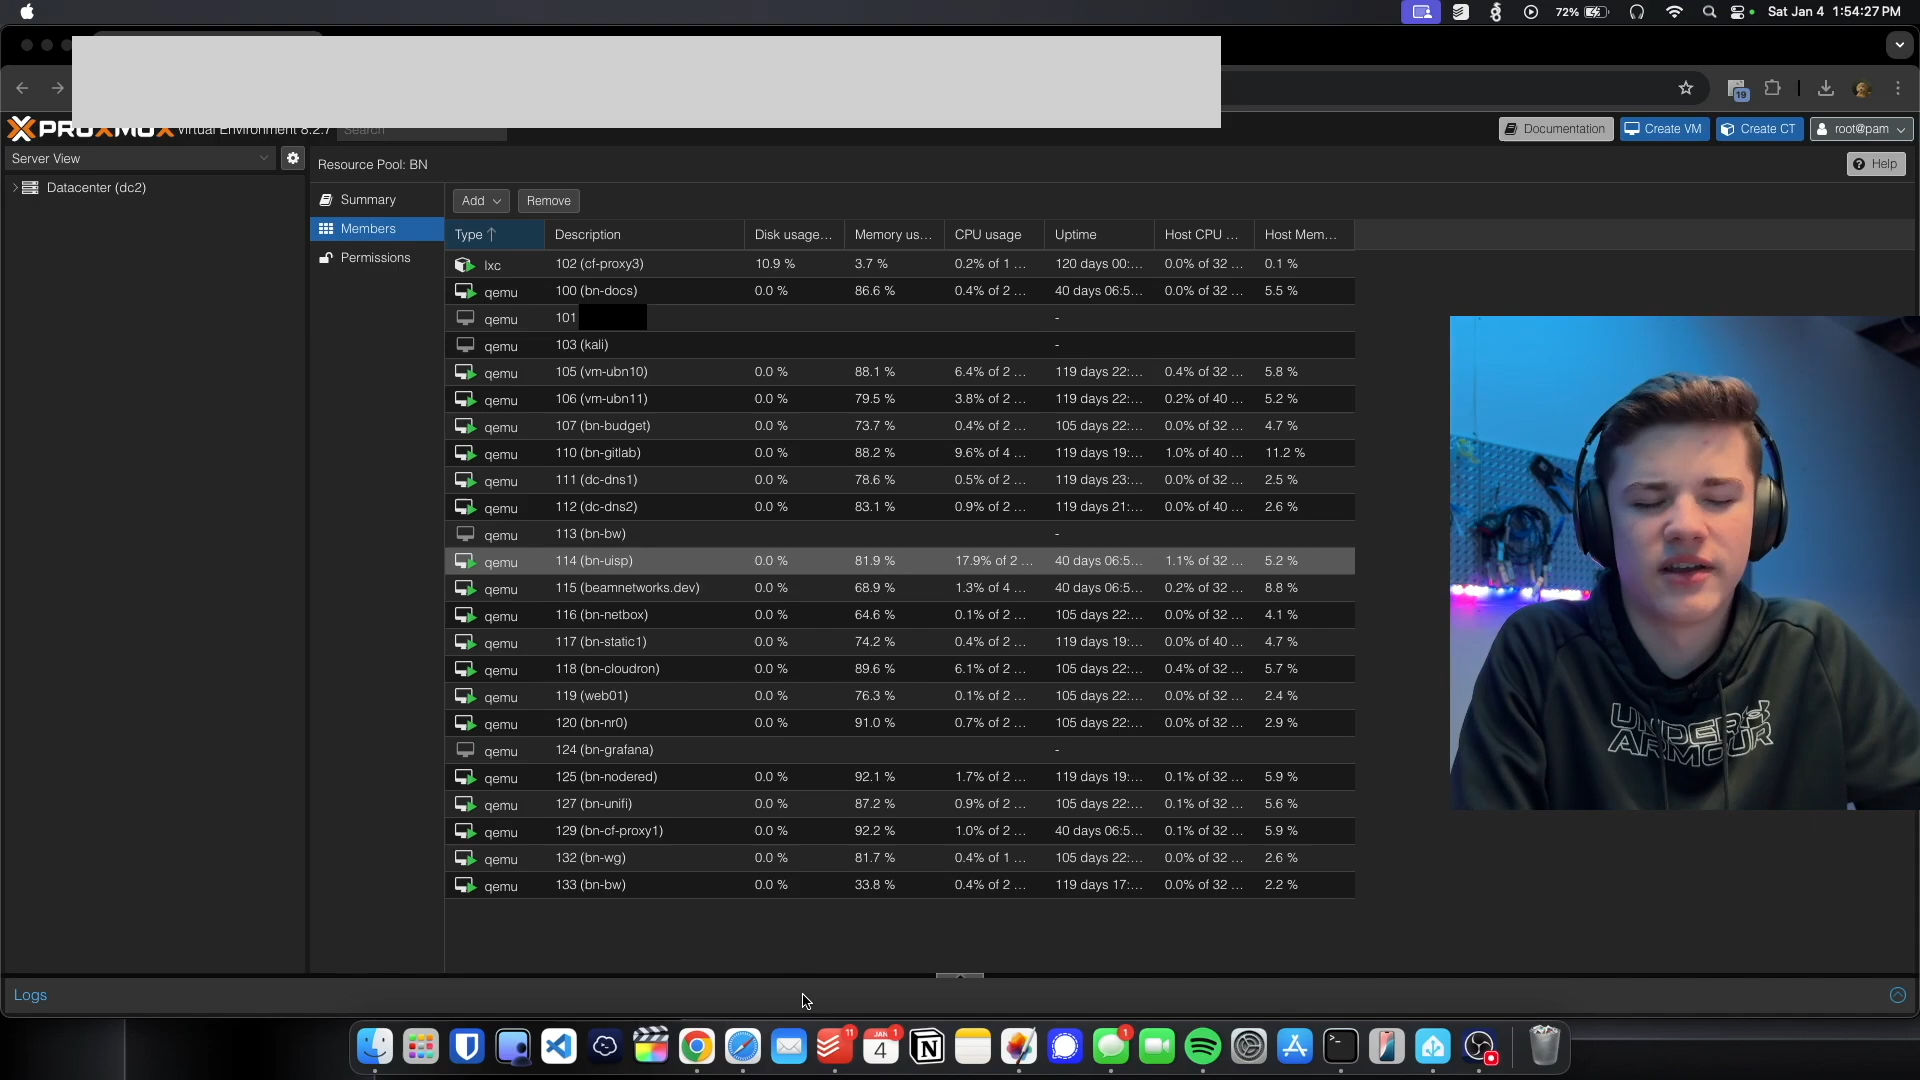 72%
Sat Jan 4 1:54:27 PM
19
PROXMOX Virtual Environment 8.2.7
Search
Documentation
Create VM
Create CT
root@pam
Server View
Resource Pool: BN
Help
Datacenter (dc2)
Summary
Members
Permissions
Add
Remove
Type Description Disk usage... Memory us... CPU usage Uptime Host CPU ... Host Mem...
lxc 102 (cf-proxy3) 10.9 % 3.7 % 0.2% of 1 ... 120 days 00:... 0.0% of 32 ... 0.1 %
qemu 100 (bn-docs) 0.0 % 86.6 % 0.4% of 2 ... 40 days 06:5... 0.0% of 32 ... 5.5 %
qemu 101 -
qemu 103 (kali) -
qemu 105 (vm-ubn10) 0.0 % 88.1 % 6.4% of 2 ... 119 days 22:... 0.4% of 32 ... 5.8 %
qemu 106 (vm-ubn11) 0.0 % 79.5 % 3.8% of 2 ... 119 days 22:... 0.2% of 40 ... 5.2 %
qemu 107 (bn-budget) 0.0 % 73.7 % 0.4% of 2 ... 105 days 22:... 0.0% of 32 ... 4.7 %
qemu 110 (bn-gitlab) 0.0 % 88.2 % 9.6% of 4 ... 119 days 19:... 1.0% of 40 ... 11.2 %
qemu 111 (dc-dns1) 0.0 % 78.6 % 0.5% of 2 ... 119 days 23:... 0.0% of 32 ... 2.5 %
qemu 112 (dc-dns2) 0.0 % 83.1 % 0.9% of 2 ... 119 days 21:... 0.0% of 40 ... 2.6 %
qemu 113 (bn-bw) -
qemu 114 (bn-uisp) 0.0 % 81.9 % 17.9% of 2 ... 40 days 06:5... 1.1% of 32 ... 5.2 %
qemu 115 (beamnetworks.dev) 0.0 % 68.9 % 1.3% of 4 ... 40 days 06:5... 0.2% of 32 ... 8.8 %
qemu 116 (bn-netbox) 0.0 % 64.6 % 0.1% of 2 ... 105 days 22:... 0.0% of 32 ... 4.1 %
qemu 117 (bn-static1) 0.0 % 74.2 % 0.4% of 2 ... 119 days 19:... 0.0% of 40 ... 4.7 %
qemu 118 (bn-cloudron) 0.0 % 89.6 % 6.1% of 2 ... 105 days 22:... 0.4% of 32 ... 5.7 %
qemu 119 (web01) 0.0 % 76.3 % 0.1% of 2 ... 105 days 22:... 0.0% of 32 ... 2.4 %
qemu 120 (bn-nr0) 0.0 % 91.0 % 0.7% of 2 ... 105 days 22:... 0.0% of 32 ... 2.9 %
qemu 124 (bn-grafana) -
qemu 125 (bn-nodered) 0.0 % 92.1 % 1.7% of 2 ... 119 days 19:... 0.1% of 32 ... 5.9 %
qemu 127 (bn-unifi) 0.0 % 87.2 % 0.9% of 2 ... 105 days 22:... 0.1% of 32 ... 5.6 %
qemu 129 (bn-cf-proxy1) 0.0 % 92.2 % 1.0% of 2 ... 40 days 06:5... 0.1% of 32 ... 5.9 %
qemu 132 (bn-wg) 0.0 % 81.7 % 0.4% of 1 ... 105 days 22:... 0.0% of 32 ... 2.6 %
qemu 133 (bn-bw) 0.0 % 33.8 % 0.4% of 2 ... 119 days 17:... 0.0% of 32 ... 2.2 %
UNDER
ARMOUR
Logs
11
JAN 1
4
1